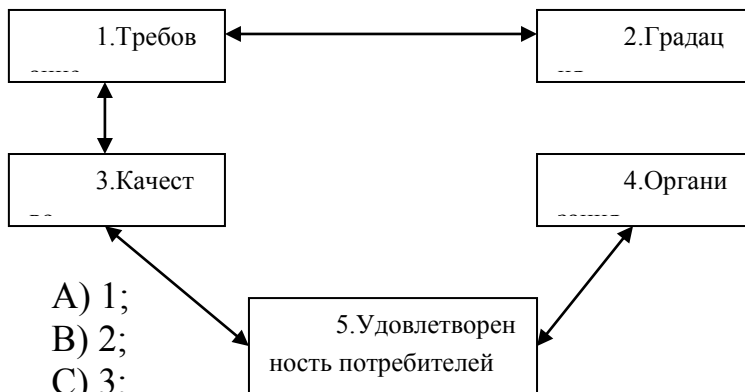 1.Требов
2.Градац
3.Качест
4.Органи
A) 1;
B) 2;
C) 3;
5.Удовлетворен
ность потребителей